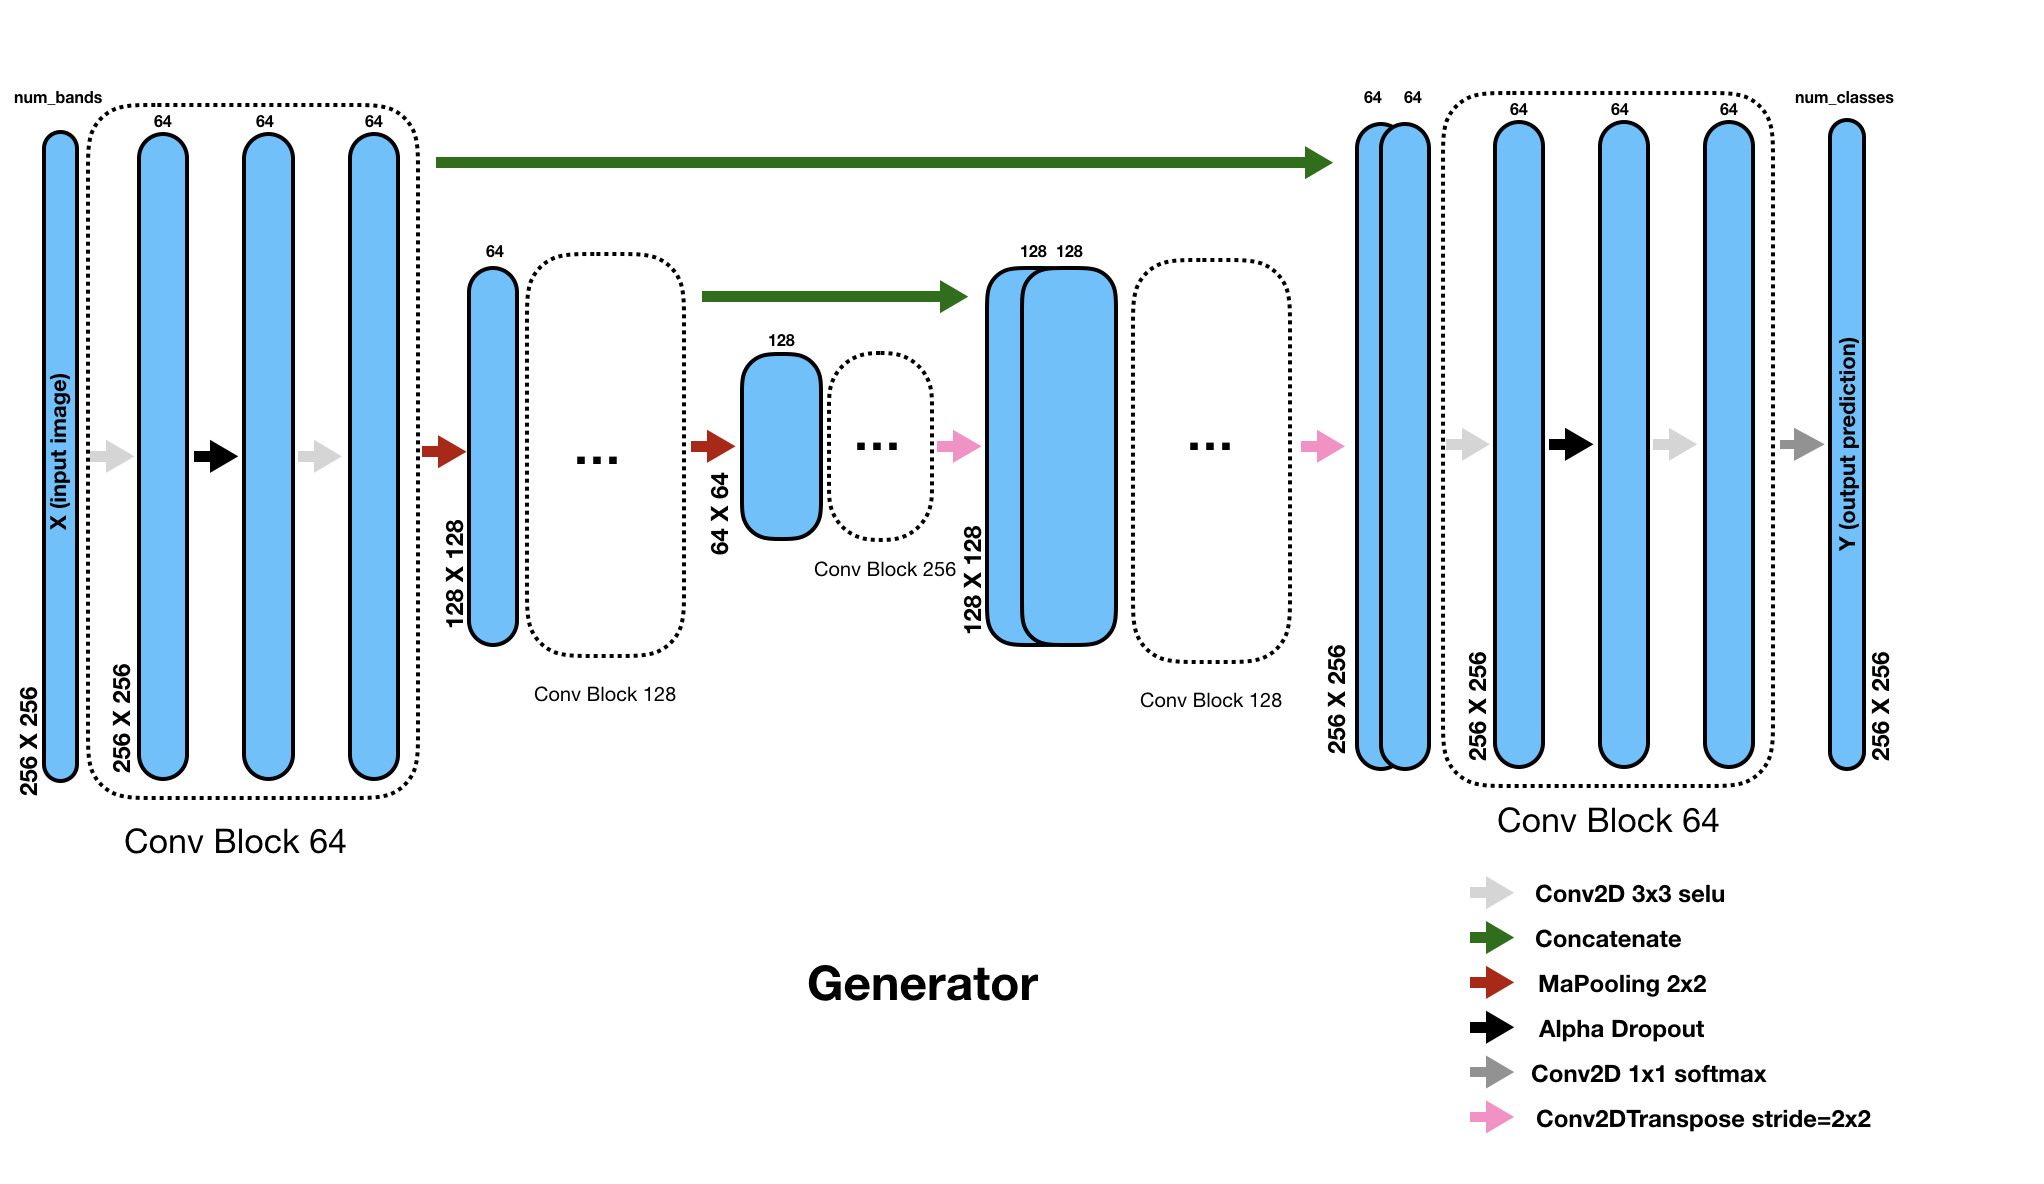 num_bands
64
64
64
X (input image)
256 X 256
256 X 256
Conv Block 64
64
128 X 128
...
Conv Block 128
128
64 X 64
...
Conv Block 256
128 128
128 X 128
...
Conv Block 128
64 64
256 X 256
64
64
64
256 X 256
Conv Block 64
num_classes
Y (output prediction)
256 X 256
Generator
Conv2D 3x3 selu
Concatenate
MaPooling 2x2
Alpha Dropout
Conv2D 1x1 softmax
Conv2DTranspose stride=2x2